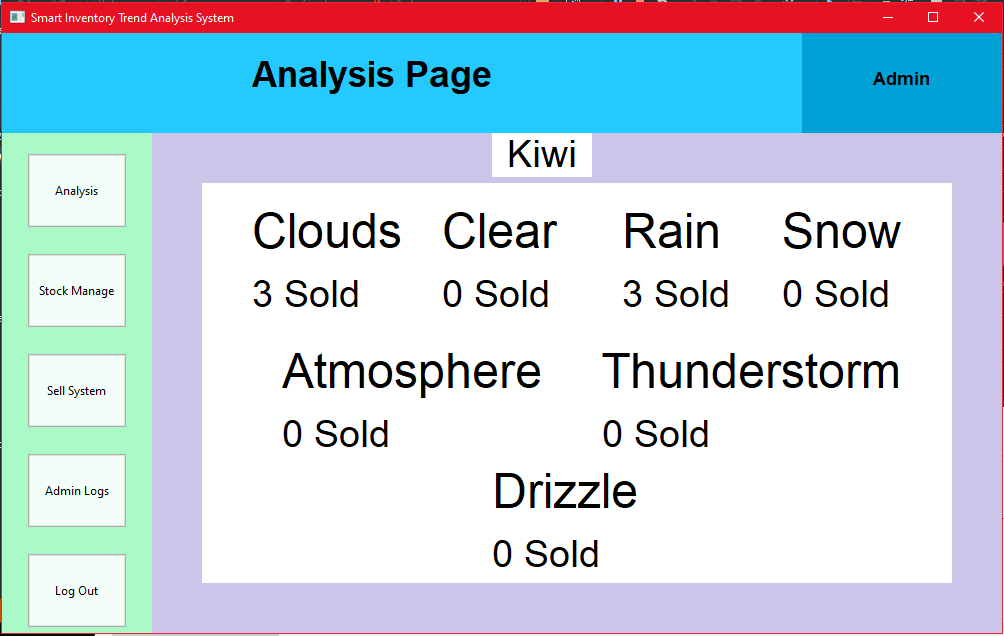 Smart Inventory Trend Analysis System
Analysis Page
Admin
Analysis
Stock Manage
Sell System
Admin Logs
Log Out
Kiwi
Clouds Clear Rain Snow
3 Sold 0 Sold 3 Sold 0 Sold
Atmosphere Thunderstorm
0 Sold 0 Sold
Drizzle
0 Sold